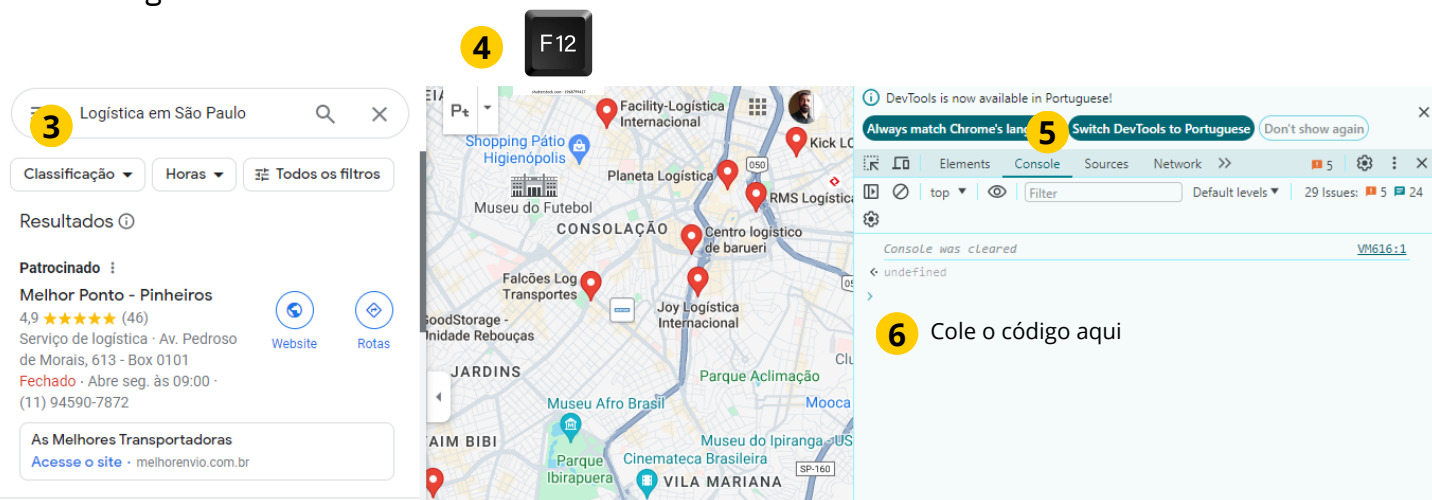 4
F12
3
Logística em São Paulo
Classificação
Horas
Todos os filtros
Resultados
Patrocinado
Melhor Ponto - Pinheiros
4,9 ★★★★★ (46)
Serviço de logística · Av. Pedroso
de Morais, 613 - Box 0101
Fechado · Abre seg. às 09:00 ·
(11) 94590-7872
Website
Rotas
As Melhores Transportadoras
Acesse o site · melhorenvio.com.br
Pt
Facility-Logística
Internacional
Shopping Pátio
Higienópolis
Kick LO
050
Planeta Logística
Museu do Futebol
RMS Logística
CONSOLAÇÃO
Centro logístico
de barueri
Falcões Log
Transportes
Joy Logística
Internacional
GoodStorage -
Unidade Rebouças
JARDINS
Parque Aclimação
Museu Afro Brasil
Mooca
AIM BIBI
Museu do Ipiranga - US
Cinemateca Brasileira
Parque
Ibirapuera
SP-160
VILA MARIANA
DevTools is now available in Portuguese!
Always match Chrome's lang
5
Switch DevTools to Portuguese
Don't show again
Elements
Console
Sources
Network
5
top
Filter
Default levels
29 Issues:
5
24
Console was cleared
VM616:1
undefined
6
Cole o código aqui